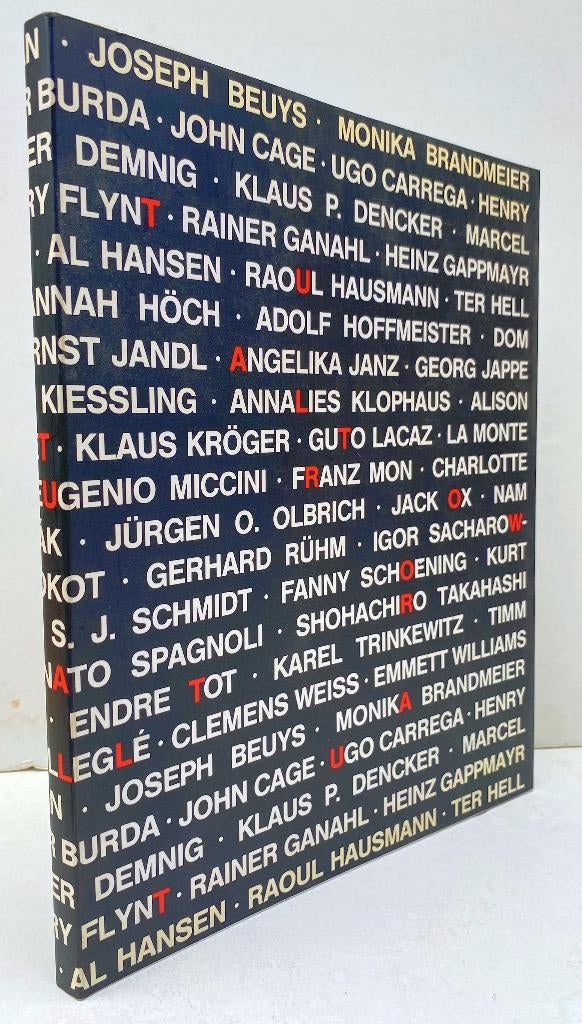 N · JOSEPH BEUYS · MONIKA BRANDMEIER
R BURDA · JOHN CAGE · UGO CARREGA · HENRY
ER DEMNIG · KLAUS P. DENCKER · MARCEL
RY FLYNT · RAINER GANAHL · HEINZ GAPPMAYR
· AL HANSEN · RAOUL HAUSMANN · TER HELL
ANNAH HÖCH · ADOLF HOFFMEISTER · DOM
RNST JANDL · ANGELIKA JANZ · GEORG JAPPE
KIESSLING · ANNALIES KLOPHAUS · ALISON
T · KLAUS KRÖGER · GUTO LACAZ · LA MONTE
EUGENIO MICCINI · FRANZ MON · CHARLOTTE
ÁK · JÜRGEN O. OLBRICH · JACK OX · NAM
OKOT · GERHARD RÜHM · IGOR SACHAROW-
S. J. SCHMIDT · FANNY SCHOENING · KURT
NATO SPAGNOLI · SHOHACHIRO TAKAHASHI
· ENDRE TOT · KAREL TRINKEWITZ · TIMM
LLEGLÉ · CLEMENS WEISS · EMMETT WILLIAMS
N · JOSEPH BEUYS · MONIKA BRANDMEIER
R BURDA · JOHN CAGE · UGO CARREGA · HENRY
ER DEMNIG · KLAUS P. DENCKER · MARCEL
RY FLYNT · RAINER GANAHL · HEINZ GAPPMAYR
· AL HANSEN · RAOUL HAUSMANN · TER HELL